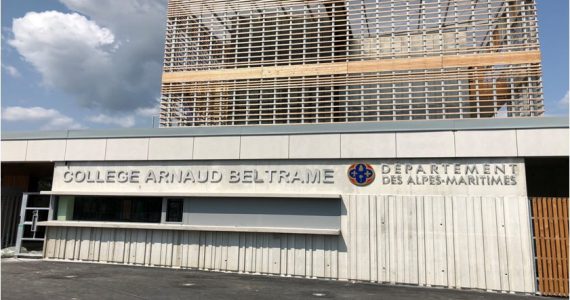 COLLEGE ARNAUD BELTRAME
DÉPARTEMENT
DES ALPES-MARITIMES